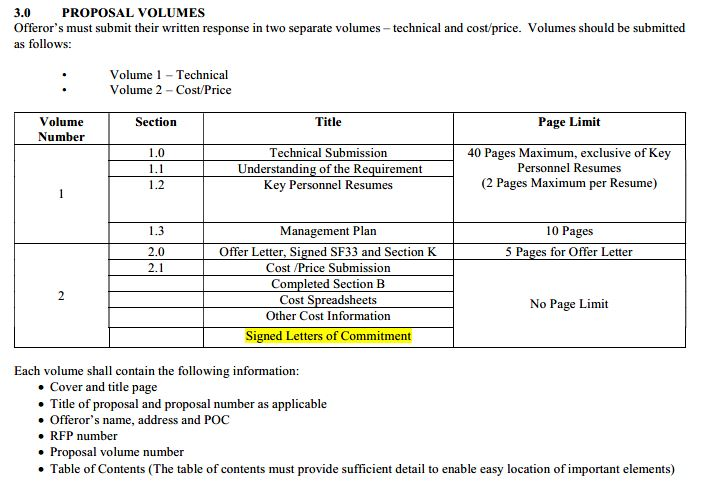 3.0 PROPOSAL VOLUMES
Offeror's must submit their written response in two separate volumes – technical and cost/price. Volumes should be submitted
as follows:
• Volume 1 – Technical
• Volume 2 – Cost/Price
Volume Number Section Title Page Limit
1
1.0 Technical Submission 40 Pages Maximum, exclusive of Key
1.1 Understanding of the Requirement Personnel Resumes
1.2 Key Personnel Resumes (2 Pages Maximum per Resume)
1.3 Management Plan 10 Pages
2
2.0 Offer Letter, Signed SF33 and Section K 5 Pages for Offer Letter
2.1 Cost /Price Submission
Completed Section B
Cost Spreadsheets
No Page Limit
Other Cost Information
Signed Letters of Commitment
Each volume shall contain the following information:
• Cover and title page
• Title of proposal and proposal number as applicable
• Offeror's name, address and POC
• RFP number
• Proposal volume number
• Table of Contents (The table of contents must provide sufficient detail to enable easy location of important elements)